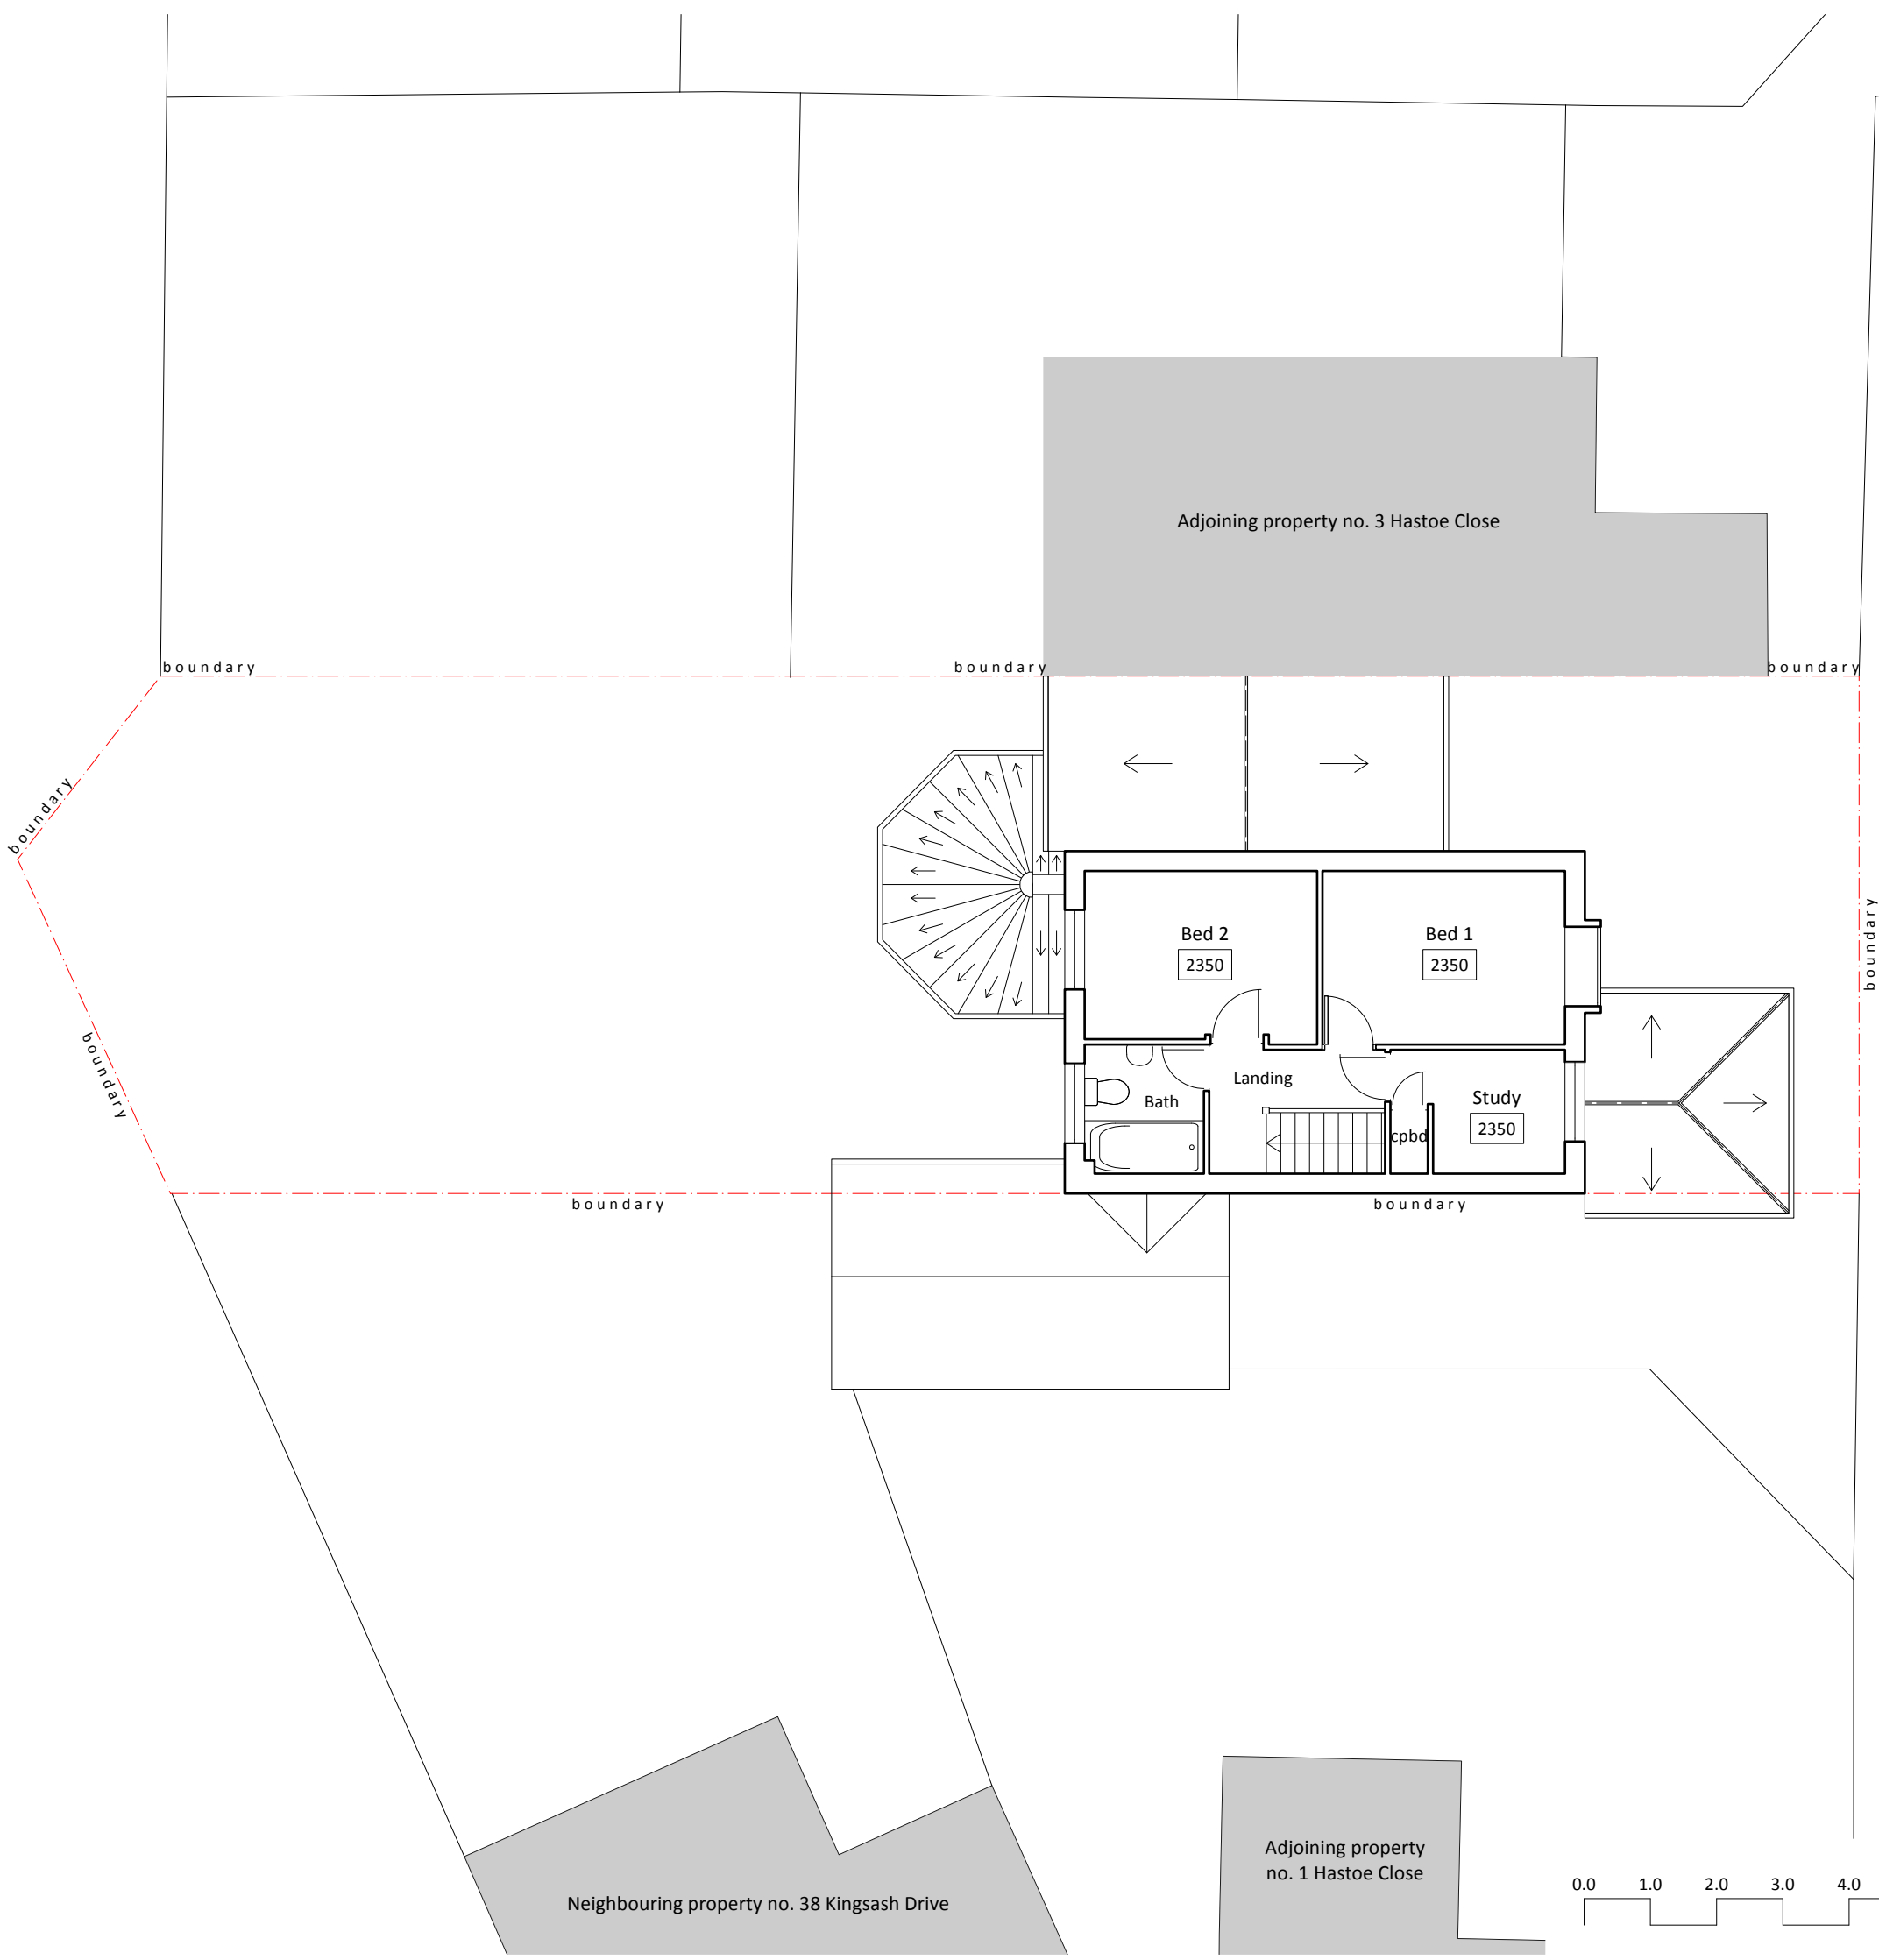 Adjoining property no. 3 Hastoe Close
boundary
boundary
boundary
boundary
boundary
boundary
Bed 2
2350
Bed 1
2350
Landing
Bath
Study
2350
cpbd
boundary
boundary
Adjoining property
no. 1 Hastoe Close
Neighbouring property no. 38 Kingsash Drive
0.0 1.0 2.0 3.0 4.0